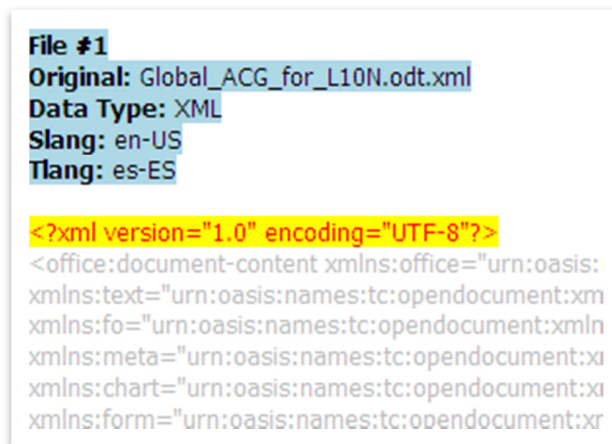 File #1
Original: Global_ACG_for_L10N.odt.xml
Data Type: XML
Slang: en-US
Tlang: es-ES
<?xml version="1.0" encoding="UTF-8"?>
<office:document-content xmlns:office="urn:oasis:
xmlns:text="urn:oasis:names:tc:opendocument:xm
xmlns:fo="urn:oasis:names:tc:opendocument:xmln
xmlns:meta="urn:oasis:names:tc:opendocument:x
xmlns:chart="urn:oasis:names:tc:opendocument:x
xmlns:form="urn:oasis:names:tc:opendocument:xr